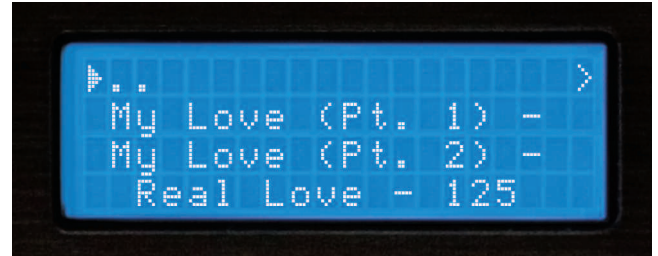 ▶.. >
My Love (Pt. 1) -
My Love (Pt. 2) -
Real Love - 125